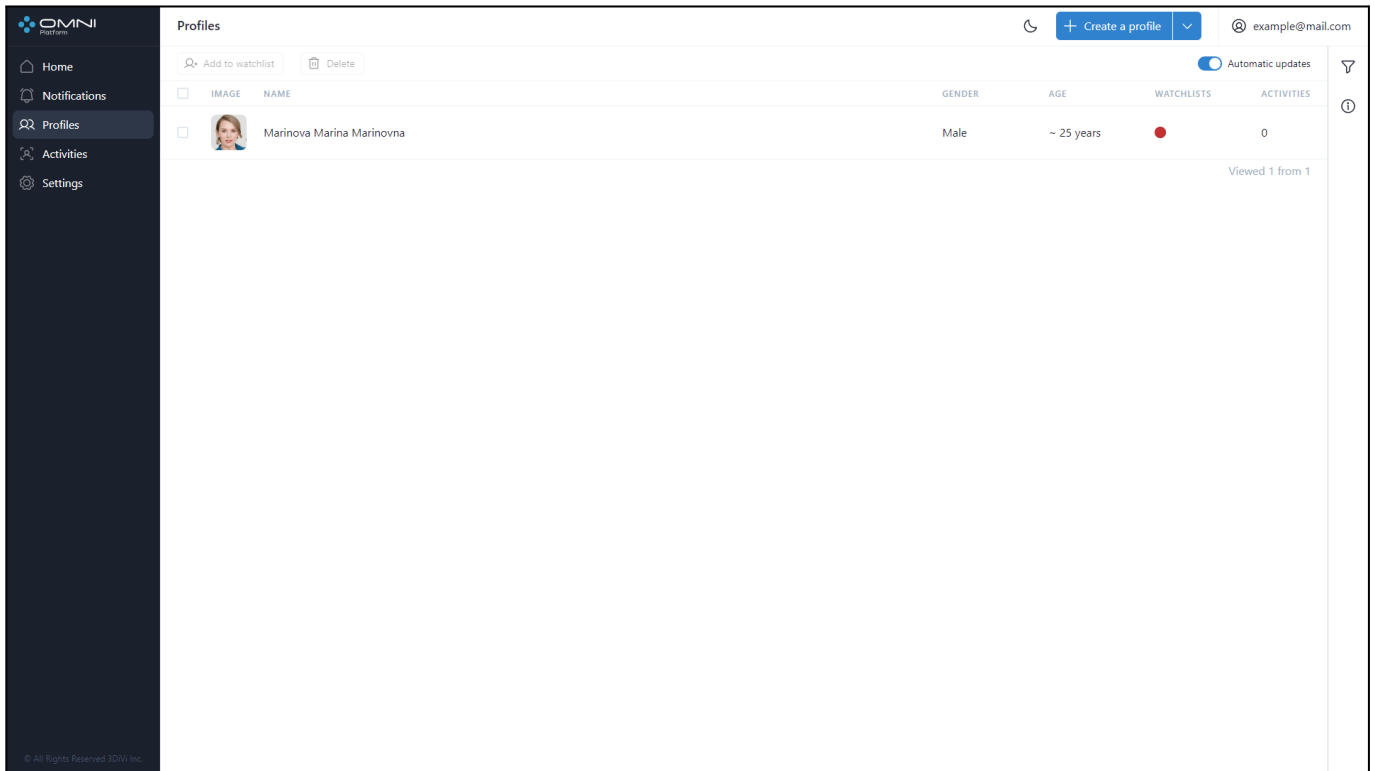 OMNI
Platform
Profiles
Create a profile
example@mail.com
Home
Notifications
Profiles
Activities
Settings
Add to watchlist
Delete
Automatic updates
IMAGE NAME GENDER AGE WATCHLISTS ACTIVITIES
Marinova Marina Marinovna Male ~ 25 years 0
Viewed 1 from 1
© All Rights Reserved 3DiVi Inc.